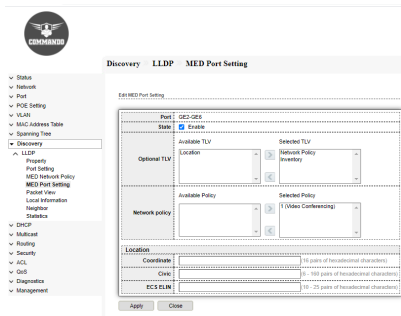 COMMANDO
Discovery LLDP MED Port Setting
Status
Network
Port
POE Setting
VLAN
MAC Address Table
Spanning Tree
Discovery
LLDP
Property
Port Setting
MED Network Policy
MED Port Setting
Packet View
Local Information
Neighbor
Statistics
DHCP
Multicast
Routing
Security
ACL
QoS
Diagnostics
Management
Edit MED Port Setting
Port GE2-GE6
State Enable
Optional TLV
Available TLV
Location
Selected TLV
Network Policy
Inventory
Network policy
Available Policy
Selected Policy
1 (Video Conferencing)
Location
Coordinate (16 pairs of hexadecimal characters)
Civic (6 - 160 pairs of hexadecimal characters)
ECS ELIN (10 - 25 pairs of hexadecimal characters)
Apply Close